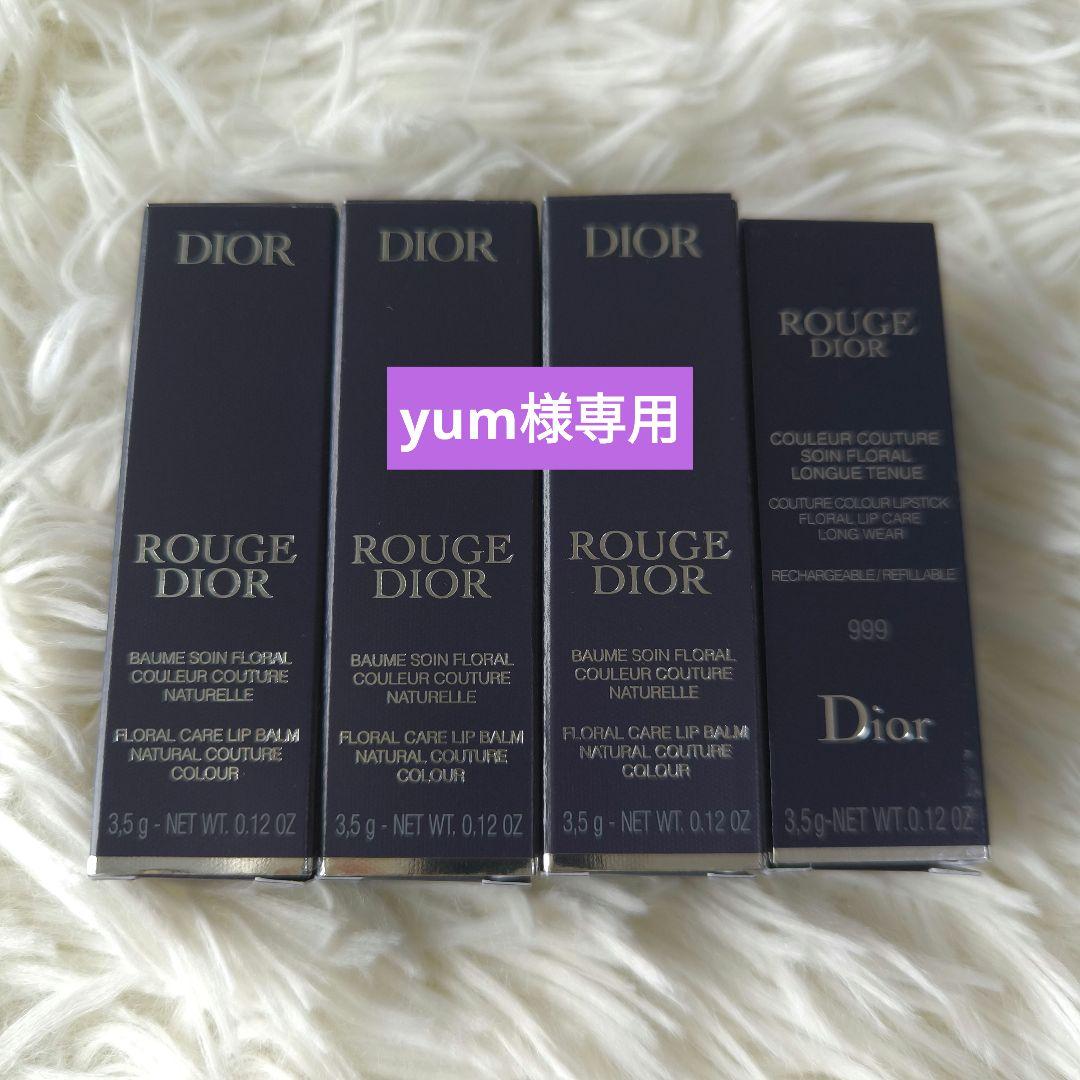 DIOR
ROUGE
DIOR
BAUME SOIN FLORAL
COULEUR COUTURE
NATURELLE
FLORAL CARE LIP BALM
NATURAL COUTURE
COLOUR
3,5 g - NET WT. 0.12 OZ
DIOR
ROUGE
DIOR
BAUME SOIN FLORAL
COULEUR COUTURE
NATURELLE
FLORAL CARE LIP BALM
NATURAL COUTURE
COLOUR
3,5 g - NET WT. 0.12 OZ
DIOR
ROUGE
DIOR
BAUME SOIN FLORAL
COULEUR COUTURE
NATURELLE
FLORAL CARE LIP BALM
NATURAL COUTURE
COLOUR
3,5 g - NET WT. 0.12 OZ
ROUGE
DIOR
COULEUR COUTURE
SOIN FLORAL
LONGUE TENUE
COUTURE COLOUR LIPSTICK
FLORAL LIP CARE
LONG WEAR
RECHARGEABLE/REFILLABLE
999
Dior
3,5g-NET WT.0.12 OZ
yum様専用